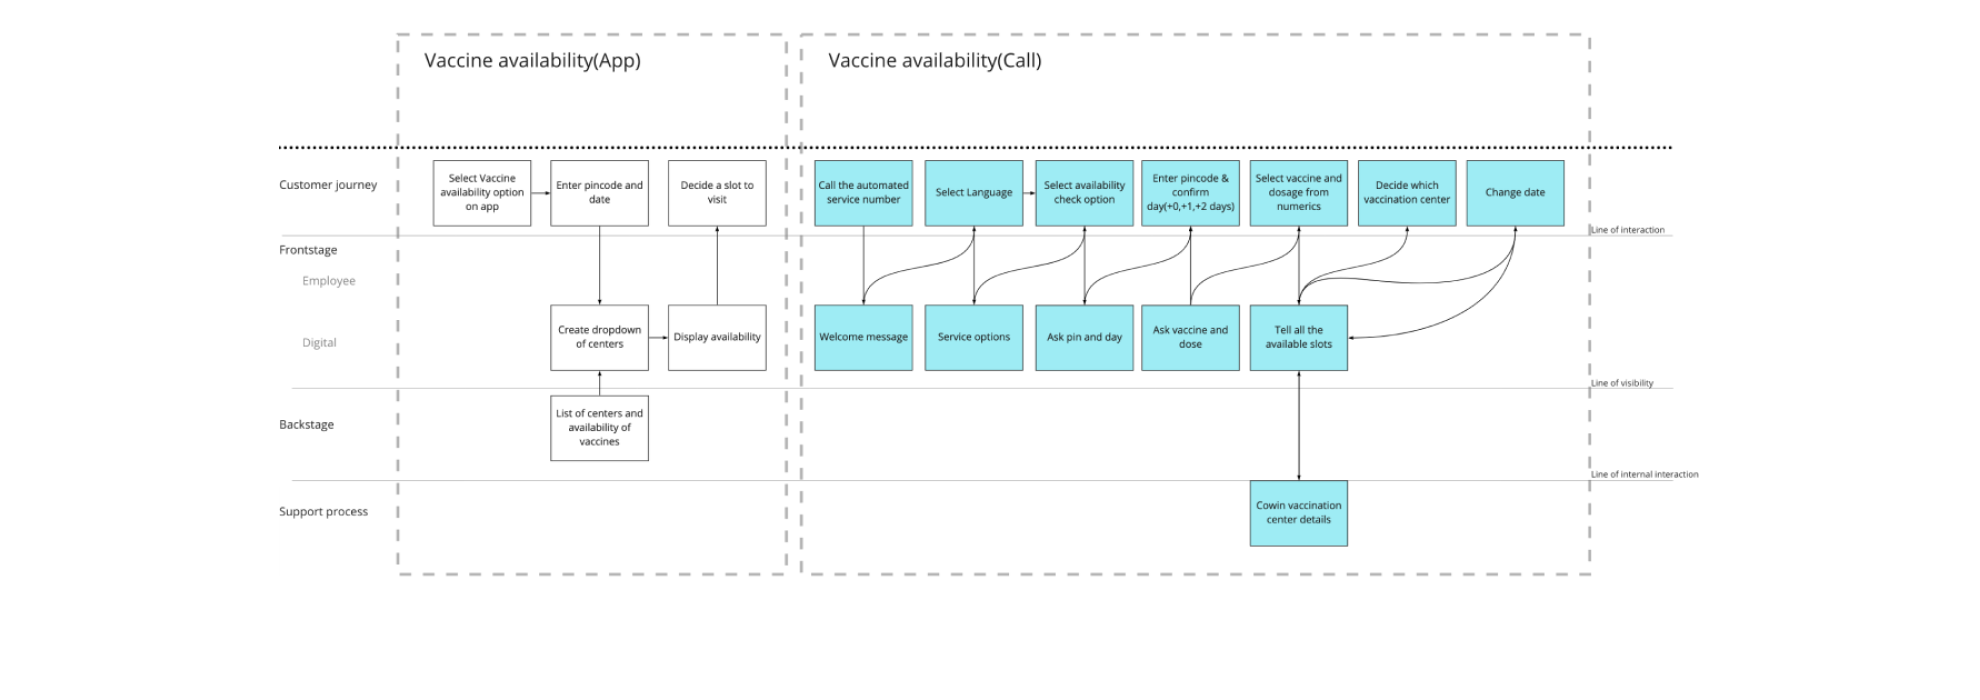 Vaccine availability(App)
Vaccine availability(Call)
Customer journey
Select Vaccine
availability option
on app
Enter pincode and
date
Decide a slot to
visit
Call the automated
service number
Select Language
Select availability
check option
Enter pincode &
confirm
day(+0,+1,+2 days)
Select vaccine and
dosage from
numerics
Decide which
vaccination center
Change date
Line of interaction
Frontstage
Employee
Digital
Create dropdown
of centers
Display availability
Welcome message
Service options
Ask pin and day
Ask vaccine and
dose
Tell all the
available slots
Line of visibility
Backstage
List of centers and
availability of
vaccines
Line of internal interaction
Support process
Cowin vaccination
center details